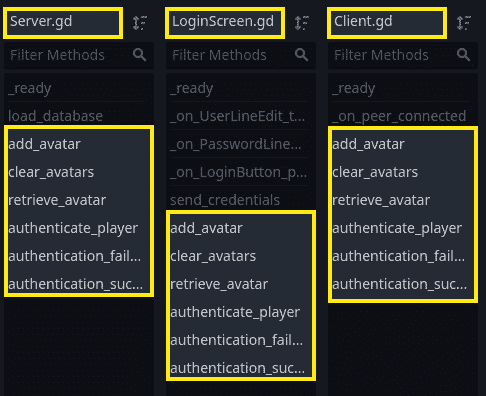 Server.gd
Filter Methods
_ready
load_database
add_avatar
clear_avatars
retrieve_avatar
authenticate_player
authentication_fail...
authentication_suc...
LoginScreen.gd
Filter Methods
_ready
_on_UserLineEdit_t...
_on_PasswordLine...
_on_LoginButton_p...
send_credentials
add_avatar
clear_avatars
retrieve_avatar
authenticate_player
authentication_fail...
authentication_suc...
Client.gd
Filter Methods
_ready
_on_peer_connected
add_avatar
clear_avatars
retrieve_avatar
authenticate_player
authentication_fail...
authentication_suc...